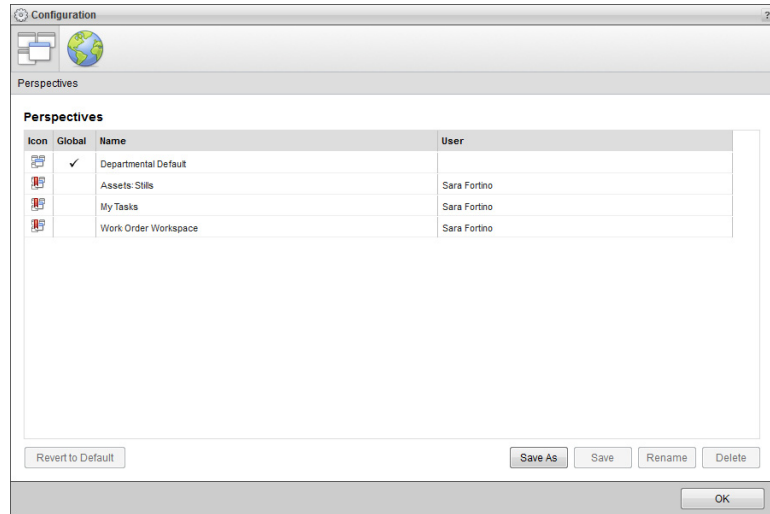 Configuration ?
Perspectives
Perspectives
Icon Global Name User
Departmental Default
Assets: Stills Sara Fortino
My Tasks Sara Fortino
Work Order Workspace Sara Fortino
Revert to Default Save As Save Rename Delete
OK